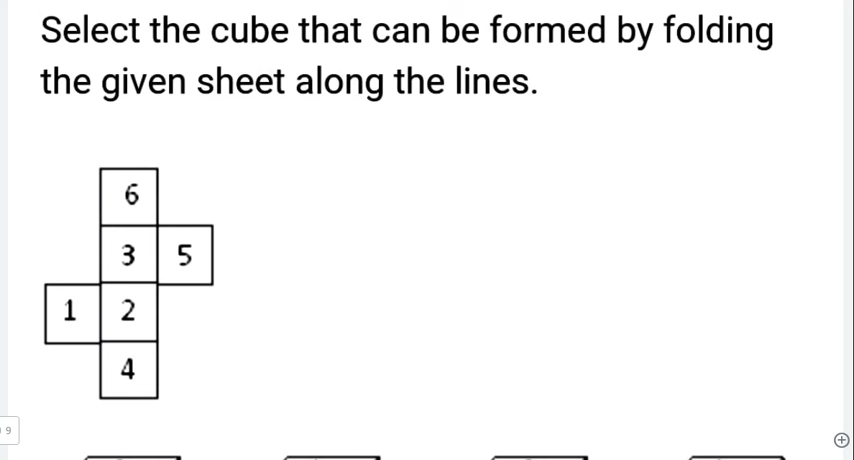 Select the cube that can be formed by folding
the given sheet along the lines.
6
3 5
1 2
4
9